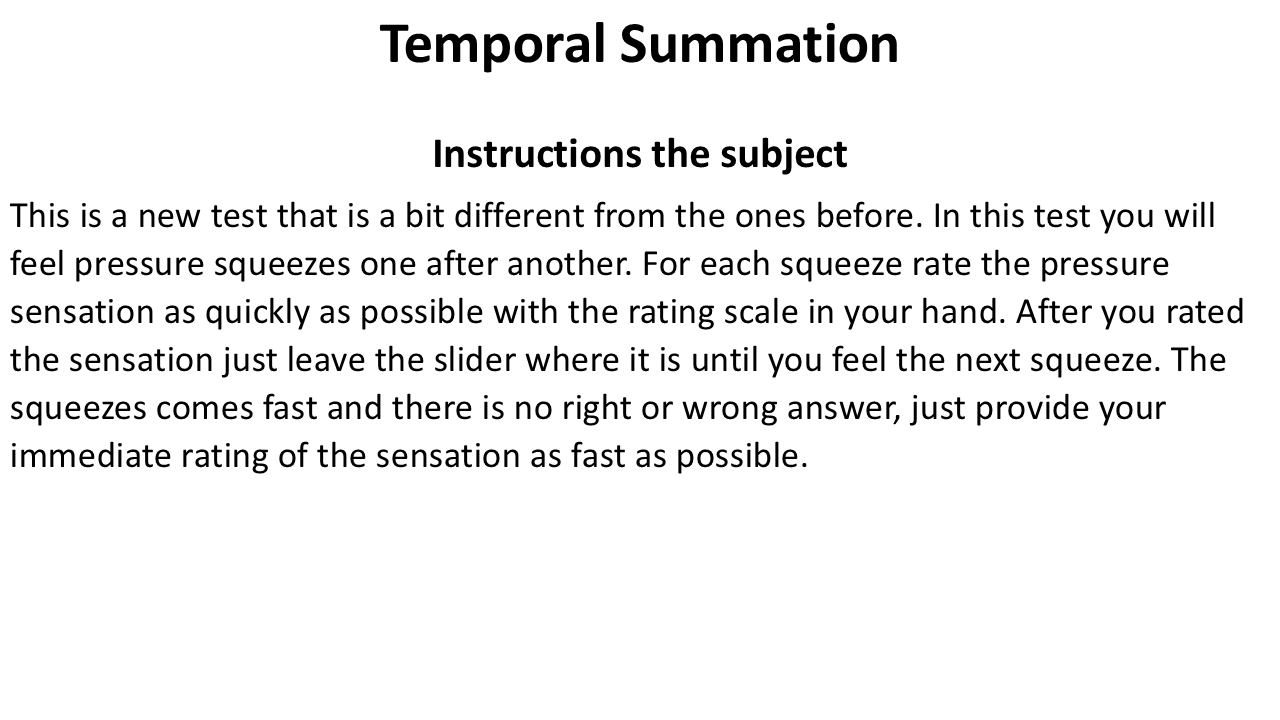 Temporal Summation
Instructions the subject
This is a new test that is a bit different from the ones before. In this test you will
feel pressure squeezes one after another. For each squeeze rate the pressure
sensation as quickly as possible with the rating scale in your hand. After you rated
the sensation just leave the slider where it is until you feel the next squeeze. The
squeezes comes fast and there is no right or wrong answer, just provide your
immediate rating of the sensation as fast as possible.